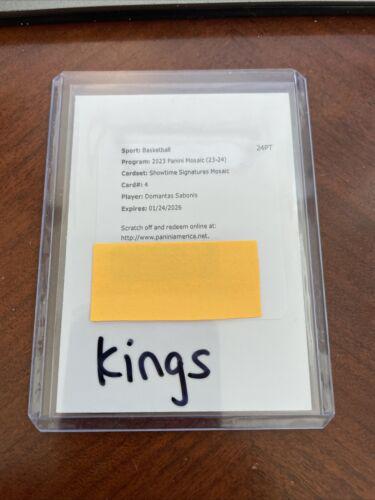 Sport: Basketball 24PT
Program: 2023 Panini Mosaic (23-24)
Cardset: Showtime Signatures Mosaic
Card#: 4
Player: Domantas Sabonis
Expires: 01/24/2026
Scratch off and redeem online at:
http://www.paniniamerica.net.
Kings